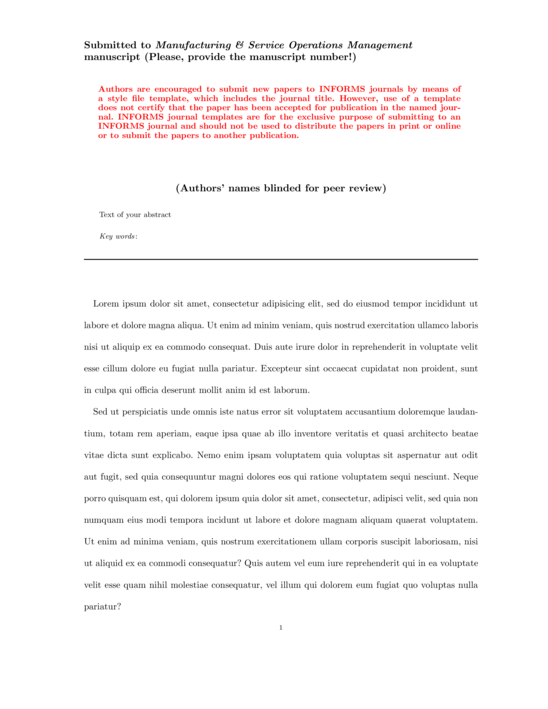 Submitted to Manufacturing & Service Operations Management
manuscript (Please, provide the manuscript number!)
Authors are encouraged to submit new papers to INFORMS journals by means of
a style file template, which includes the journal title. However, use of a template
does not certify that the paper has been accepted for publication in the named jour-
nal. INFORMS journal templates are for the exclusive purpose of submitting to an
INFORMS journal and should not be used to distribute the papers in print or online
or to submit the papers to another publication.
(Authors' names blinded for peer review)
Text of your abstract
Key words:
Lorem ipsum dolor sit amet, consectetur adipisicing elit, sed do eiusmod tempor incididunt ut
labore et dolore magna aliqua. Ut enim ad minim veniam, quis nostrud exercitation ullamco laboris
nisi ut aliquip ex ea commodo consequat. Duis aute irure dolor in reprehenderit in voluptate velit
esse cillum dolore eu fugiat nulla pariatur. Excepteur sint occaecat cupidatat non proident, sunt
in culpa qui officia deserunt mollit anim id est laborum.
Sed ut perspiciatis unde omnis iste natus error sit voluptatem accusantium doloremque laudan-
tium, totam rem aperiam, eaque ipsa quae ab illo inventore veritatis et quasi architecto beatae
vitae dicta sunt explicabo. Nemo enim ipsam voluptatem quia voluptas sit aspernatur aut odit
aut fugit, sed quia consequuntur magni dolores eos qui ratione voluptatem sequi nesciunt. Neque
porro quisquam est, qui dolorem ipsum quia dolor sit amet, consectetur, adipisci velit, sed quia non
numquam eius modi tempora incidunt ut labore et dolore magnam aliquam quaerat voluptatem.
Ut enim ad minima veniam, quis nostrum exercitationem ullam corporis suscipit laboriosam, nisi
ut aliquid ex ea commodi consequatur? Quis autem vel eum iure reprehenderit qui in ea voluptate
velit esse quam nihil molestiae consequatur, vel illum qui dolorem eum fugiat quo voluptas nulla
pariatur?
1